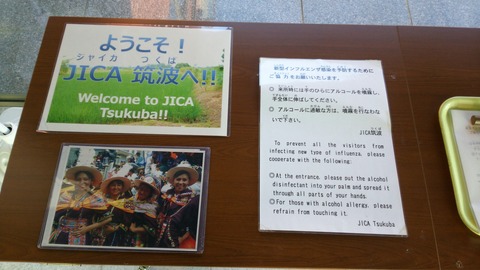 ようこそ！
ジャイカ つくば
JICA 筑波へ!!
Welcome to JICA
Tsukuba!!
新型インフルエンザ感染を予防するために
ご協力をお願いいたします。
◎来所時には手のひらにアルコールを噴霧し、
手全体に伸ばしてください。
◎アルコールに過敏な方は、噴霧を行なわな
いで下さい。
JICA筑波
To prevent all the visitors from
infecting new type of influenza, please
cooperate with the following:
◎At the entrance, please out the alcohol
disinfectant into your palm and spread it
through all parts of your hands.
◎For those with alcohol allergy, please
refrain from touching it.
JICA Tsukuba